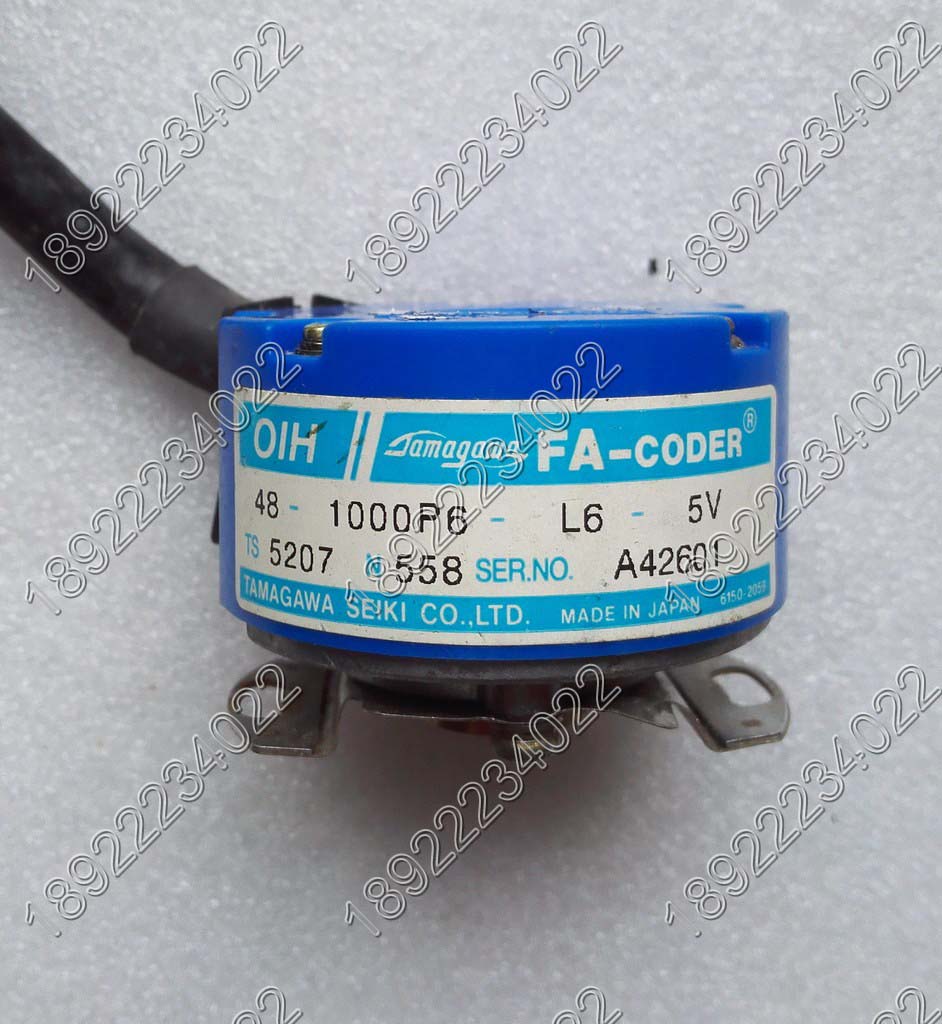 OIH Tamagawa FA-CODER®
48 - 1000P6 - L6 - 5V
TS 5207 N 558 SER.NO. A42601
TAMAGAWA SEIKI CO.,LTD. MADE IN JAPAN 6150-2059
18922234022
18922234022
18922234022
18922234022
18922234022
18922234022
18922234022
18922234022
18922234022